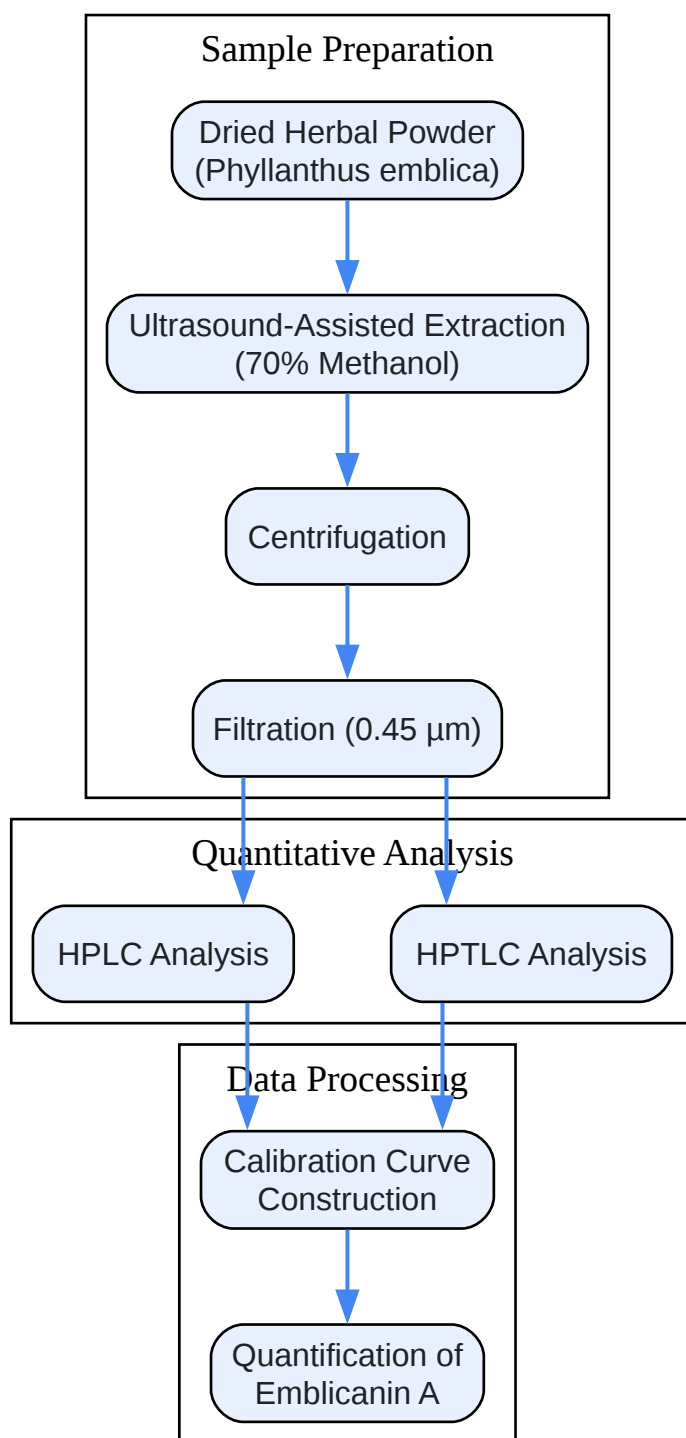 Sample Preparation
Dried Herbal Powder
(Phyllanthus emblica)
Ultrasound-Assisted Extraction
(70% Methanol)
Centrifugation
Filtration (0.45 µm)
Quantitative Analysis
HPLC Analysis
HPTLC Analysis
Data Processing
Calibration Curve
Construction
Quantification of
Emblicanin A